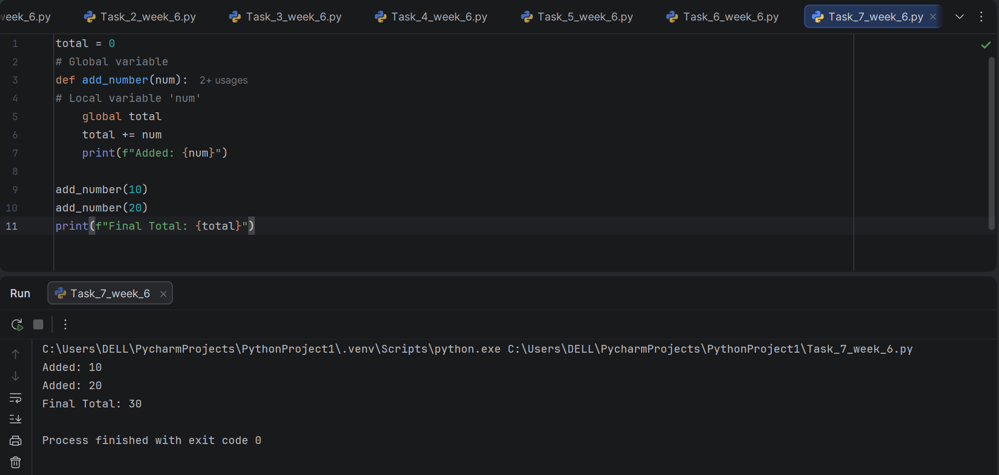 week_6.py Task_2_week_6.py Task_3_week_6.py Task_4_week_6.py Task_5_week_6.py Task_6_week_6.py Task_7_week_6.py
1 total = 0
2 # Global variable
3 def add_number(num): 2+ usages
4 # Local variable 'num'
5     global total
6     total += num
7     print(f"Added: {num}")
8
9 add_number(10)
10 add_number(20)
11 print(f"Final Total: {total}")
Run Task_7_week_6
C:\Users\DELL\PycharmProjects\PythonProject1\.venv\Scripts\python.exe C:\Users\DELL\PycharmProjects\PythonProject1\Task_7_week_6.py
Added: 10
Added: 20
Final Total: 30
Process finished with exit code 0